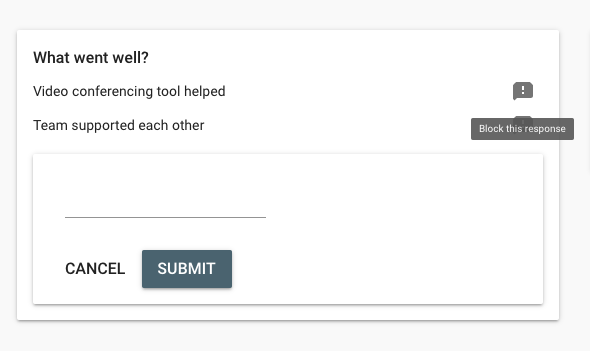 What went well?
Video conferencing tool helped
Team supported each other
Block this response
CANCEL SUBMIT